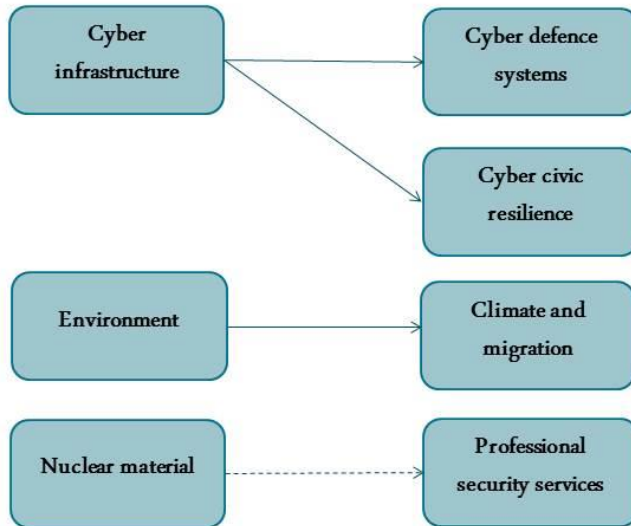 Cyber
infrastructure
Cyber defence
systems
Cyber civic
resilience
Environment
Climate and
migration
Nuclear material
Professional
security services